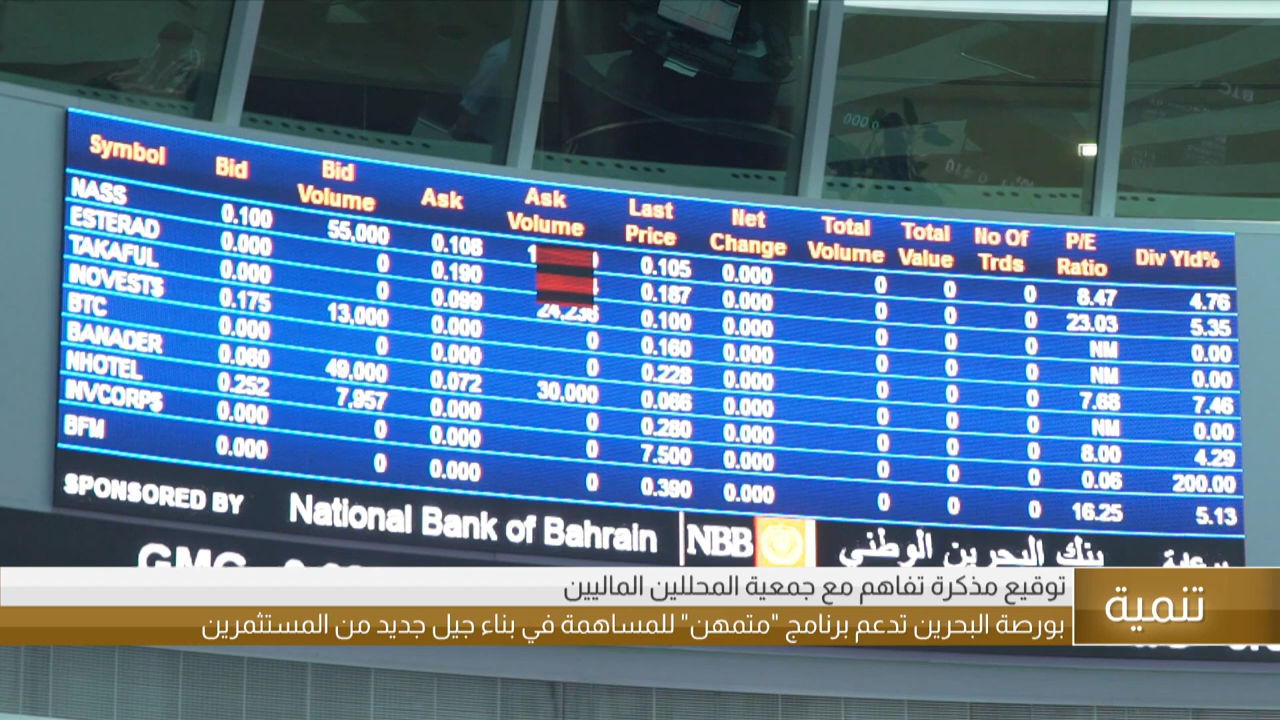 Symbol Bid Bid Volume Ask Ask Volume Last Price Net Change Total Volume Total Value No Of Trds P/E Ratio Div Yld%
NASS 0.100 55,000 0.105 0.000 0 0 0 8.47 4.76
ESTERAD 0.000 0 0.190 0.187 0.000 0 0 0 23.03 5.35
TAKAFUL 0.000 0 0.099 0.100 0.000 0 0 0 NM 0.00
INOVEST$ 0.175 13,000 0.000 0 0.160 0.000 0 0 0 NM 0.00
BTC 0.000 0 0.000 0 0.228 0.000 0 0 0 7.68 7.46
BANADER 0.060 49,000 0.072 30,000 0.066 0.000 0 0 0 NM 0.00
NHOTEL 0.252 7,957 0.000 0 0.280 0.000 0 0 0 8.00 4.29
INVCORP$ 0.000 0 0.000 0 7.500 0.000 0 0 0 0.06 200.00
BFM 0.000 0 0.000 0 0.390 0.000 0 0 0 16.25 5.13
SPONSORED BY National Bank of Bahrain NBB بنك البحرين الوطني
GMG
تنمية
توقيع مذكرة تفاهم مع جمعية المحللين الماليين
بورصة البحرين تدعم برنامج "متمهن" للمساهمة في بناء جيل جديد من المستثمرين